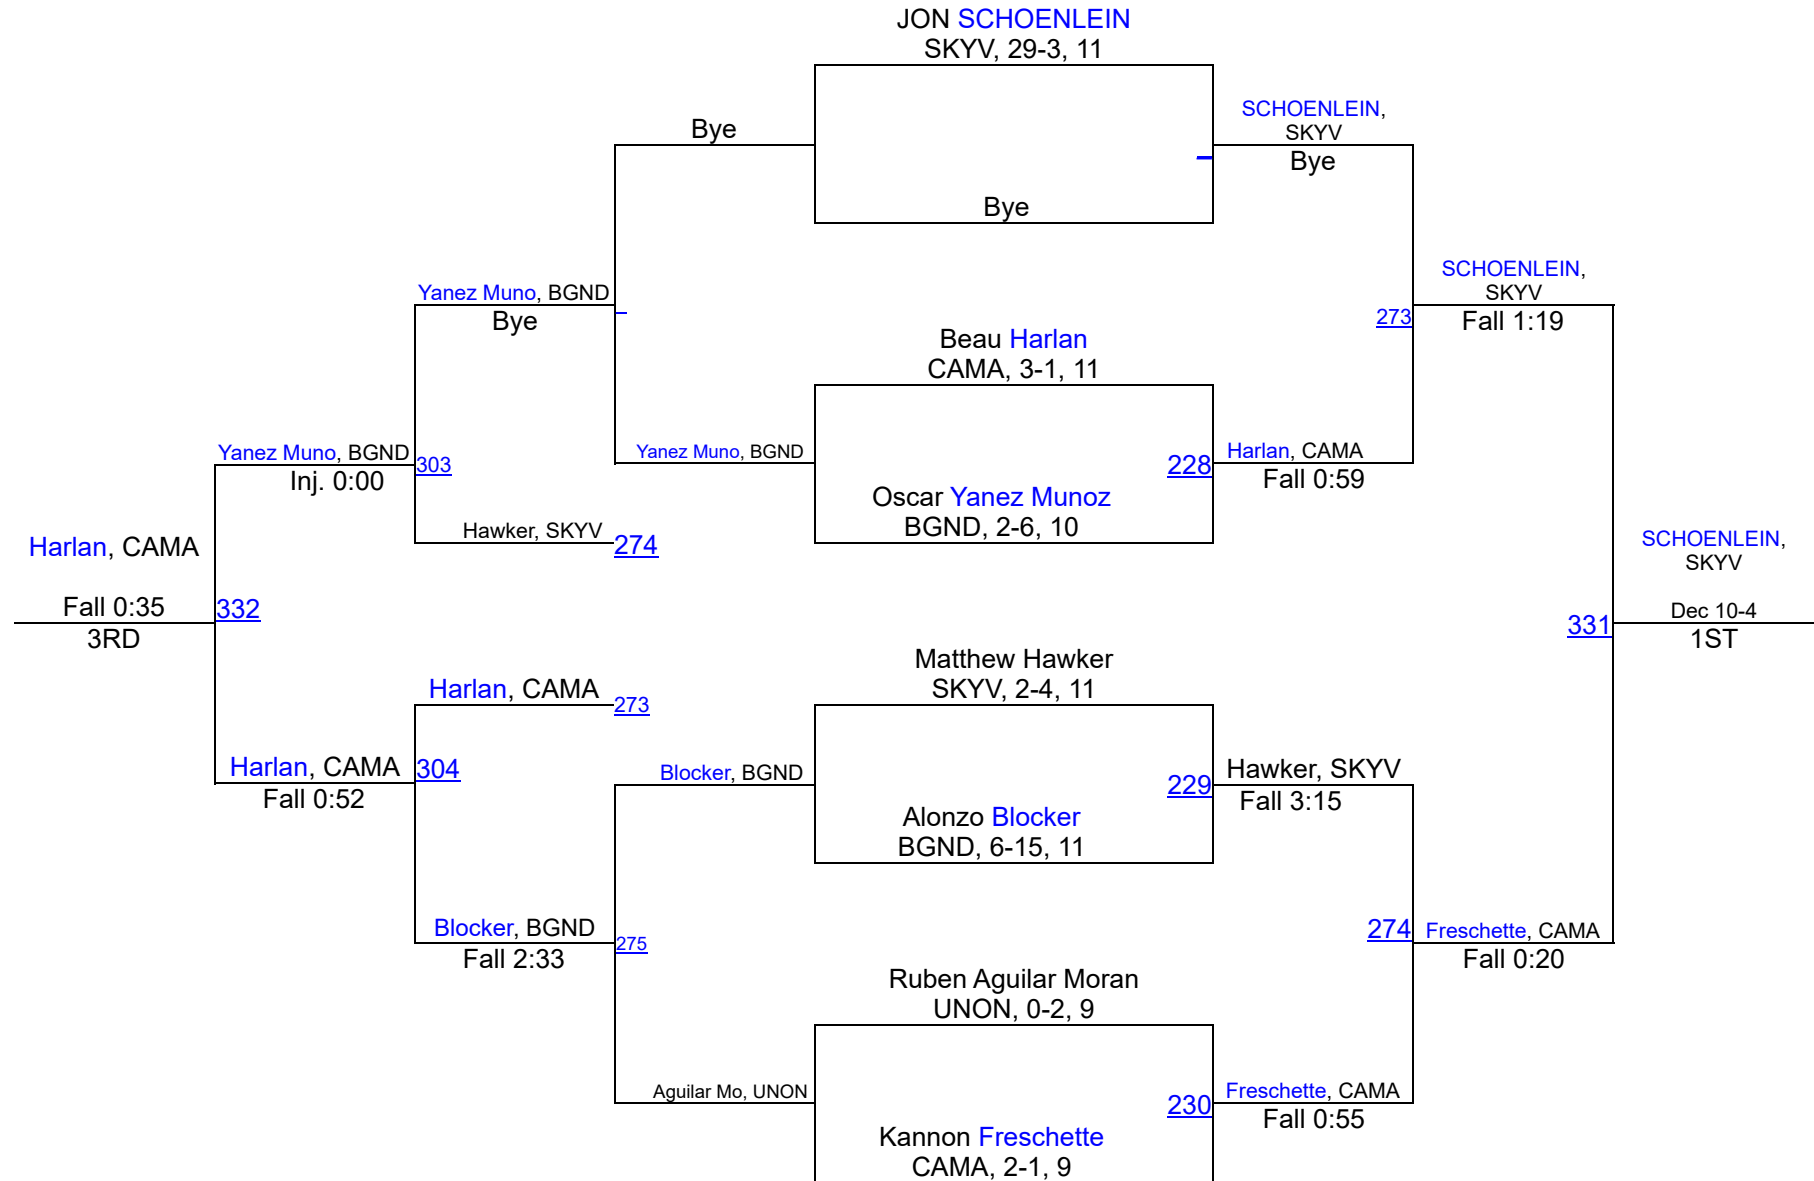 JON SCHOENLEIN
SKYV, 29-3, 11
Bye
SCHOENLEIN,
SKYV
Bye
Bye
Yanez Muno, BGND
Bye
SCHOENLEIN,
SKYV
273
Fall 1:19
Beau Harlan
CAMA, 3-1, 11
Yanez Muno, BGND
303
Inj. 0:00
Yanez Muno, BGND
228
Harlan, CAMA
Fall 0:59
Oscar Yanez Munoz
BGND, 2-6, 10
Hawker, SKYV
274
Harlan, CAMA
Fall 0:35
332
3RD
SCHOENLEIN,
SKYV
Dec 10-4
331
1ST
Matthew Hawker
SKYV, 2-4, 11
Harlan, CAMA
273
Harlan, CAMA
304
Fall 0:52
Blocker, BGND
229
Hawker, SKYV
Fall 3:15
Alonzo Blocker
BGND, 6-15, 11
Blocker, BGND
275
Fall 2:33
274
Freschette, CAMA
Fall 0:20
Ruben Aguilar Moran
UNON, 0-2, 9
Aguilar Mo, UNON
230
Freschette, CAMA
Fall 0:55
Kannon Freschette
CAMA, 2-1, 9